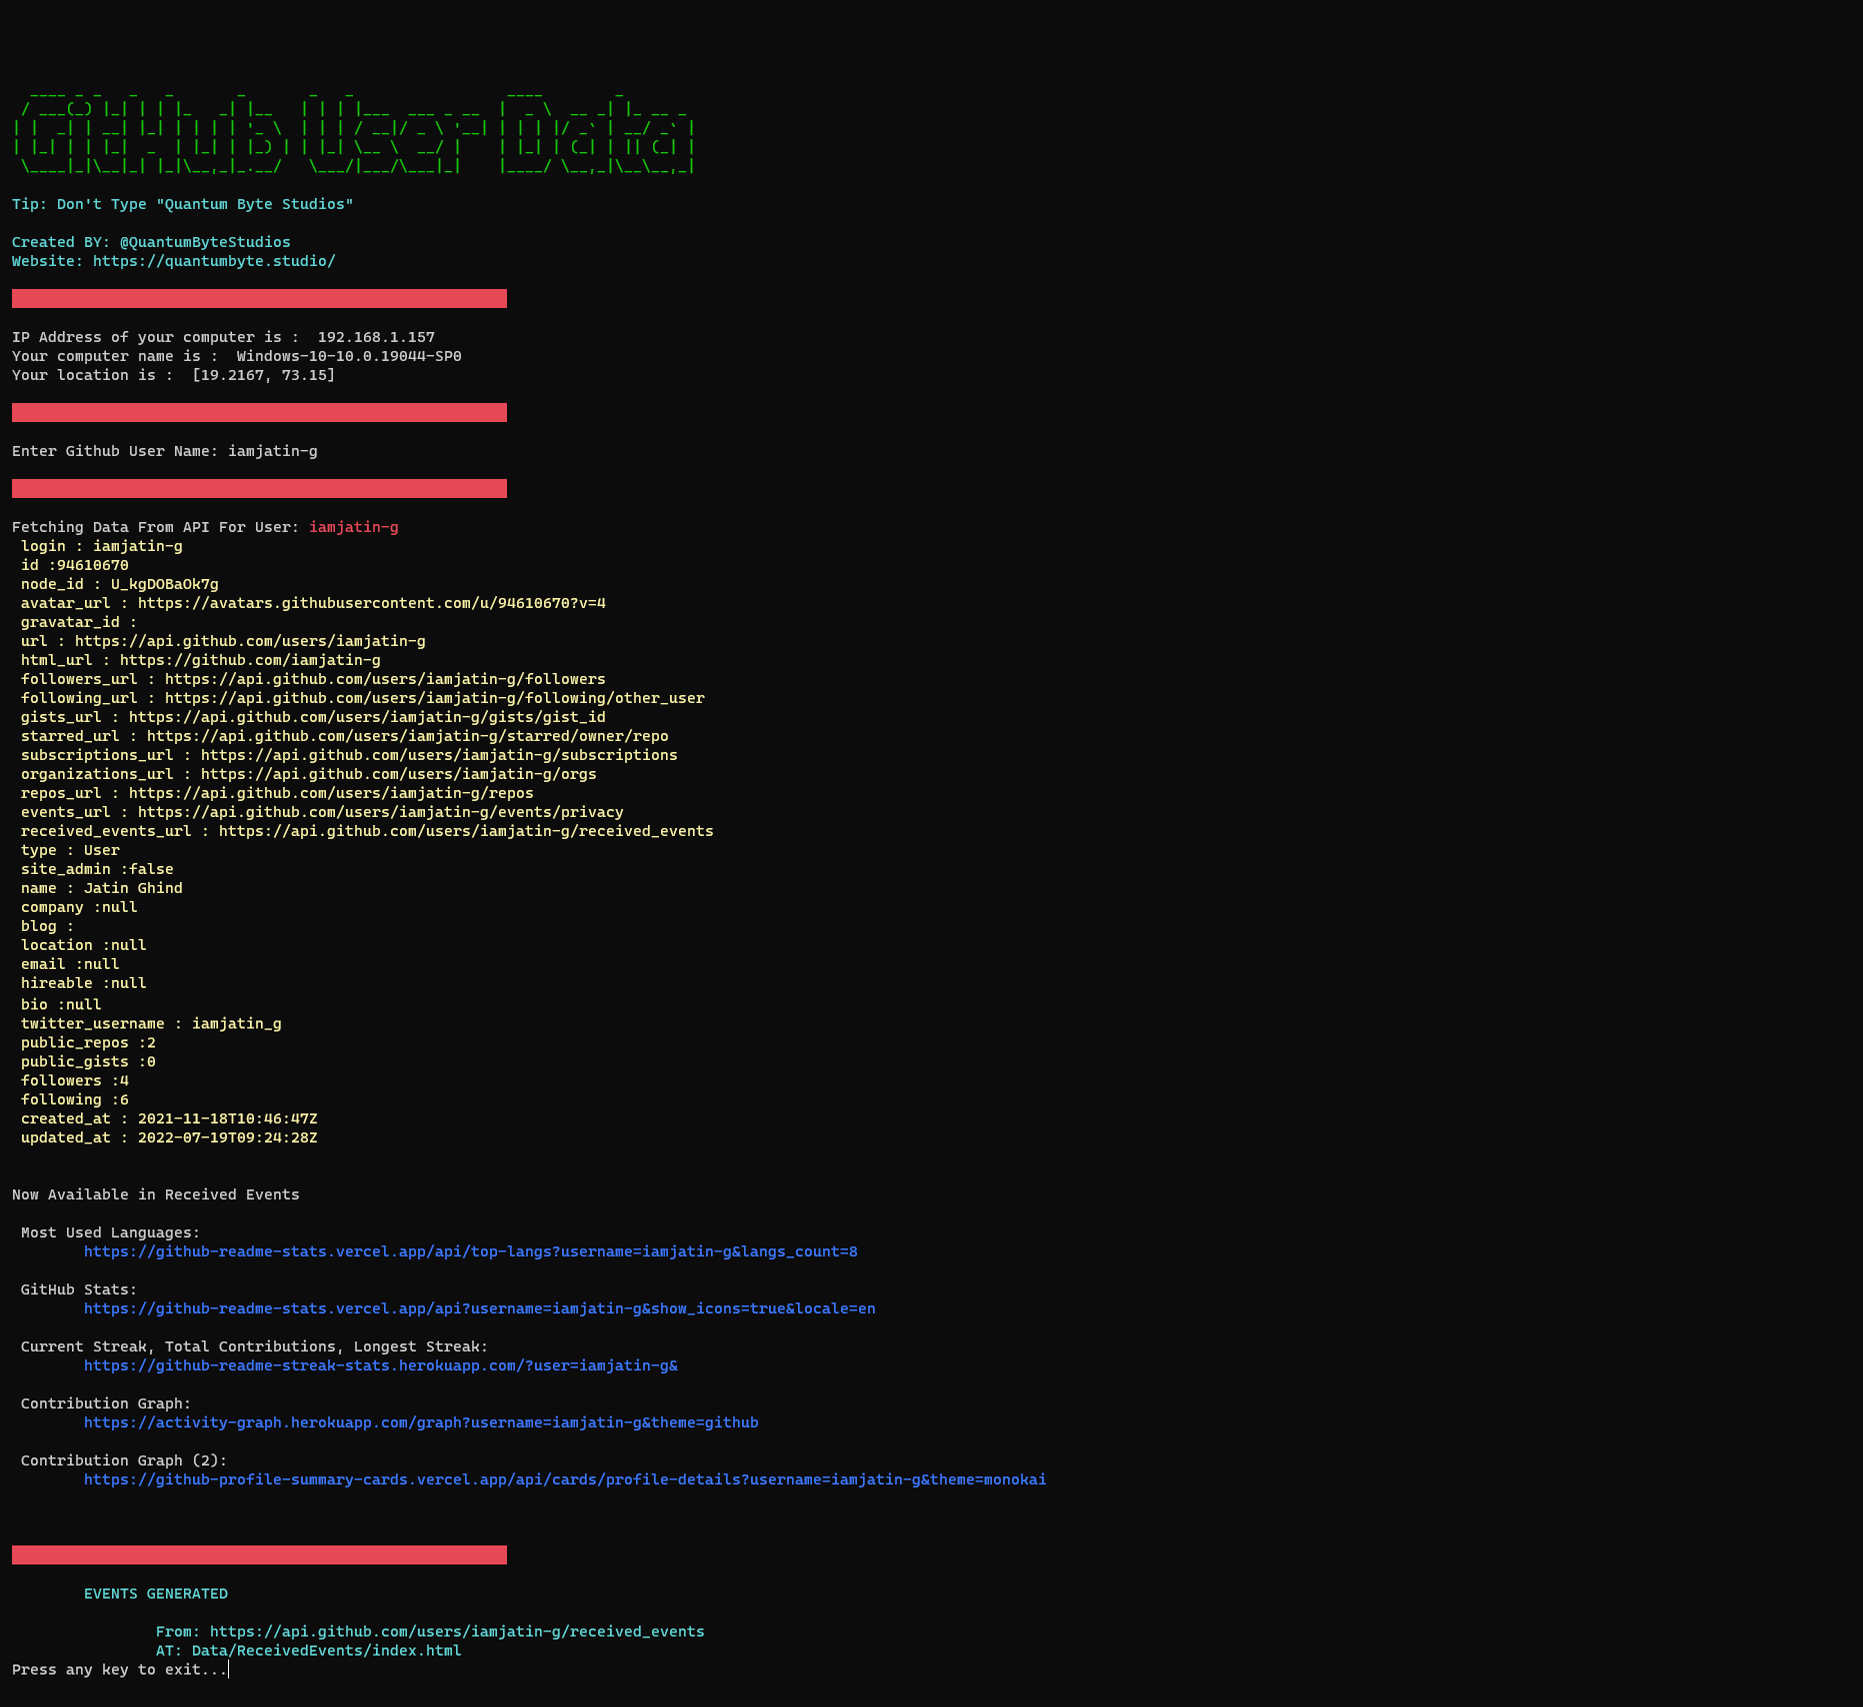 GitHub User Data
Tip: Don't Type "Quantum Byte Studios"
Created BY: @QuantumByteStudios
Website: https://quantumbyte.studio/
IP Address of your computer is :  192.168.1.157
Your computer name is :  Windows-10-10.0.19044-SP0
Your location is :  [19.2167, 73.15]
Enter Github User Name: iamjatin-g
Fetching Data From API For User: iamjatin-g
login : iamjatin-g
id :94610670
node_id : U_kgDOBaOk7g
avatar_url : https://avatars.githubusercontent.com/u/94610670?v=4
gravatar_id :
url : https://api.github.com/users/iamjatin-g
html_url : https://github.com/iamjatin-g
followers_url : https://api.github.com/users/iamjatin-g/followers
following_url : https://api.github.com/users/iamjatin-g/following/other_user
gists_url : https://api.github.com/users/iamjatin-g/gists/gist_id
starred_url : https://api.github.com/users/iamjatin-g/starred/owner/repo
subscriptions_url : https://api.github.com/users/iamjatin-g/subscriptions
organizations_url : https://api.github.com/users/iamjatin-g/orgs
repos_url : https://api.github.com/users/iamjatin-g/repos
events_url : https://api.github.com/users/iamjatin-g/events/privacy
received_events_url : https://api.github.com/users/iamjatin-g/received_events
type : User
site_admin :false
name : Jatin Ghind
company :null
blog :
location :null
email :null
hireable :null
bio :null
twitter_username : iamjatin_g
public_repos :2
public_gists :0
followers :4
following :6
created_at : 2021-11-18T10:46:47Z
updated_at : 2022-07-19T09:24:28Z
Now Available in Received Events
Most Used Languages:
https://github-readme-stats.vercel.app/api/top-langs?username=iamjatin-g&langs_count=8
GitHub Stats:
https://github-readme-stats.vercel.app/api?username=iamjatin-g&show_icons=true&locale=en
Current Streak, Total Contributions, Longest Streak:
https://github-readme-streak-stats.herokuapp.com/?user=iamjatin-g&
Contribution Graph:
https://activity-graph.herokuapp.com/graph?username=iamjatin-g&theme=github
Contribution Graph (2):
https://github-profile-summary-cards.vercel.app/api/cards/profile-details?username=iamjatin-g&theme=monokai
EVENTS GENERATED
From: https://api.github.com/users/iamjatin-g/received_events
AT: Data/ReceivedEvents/index.html
Press any key to exit...